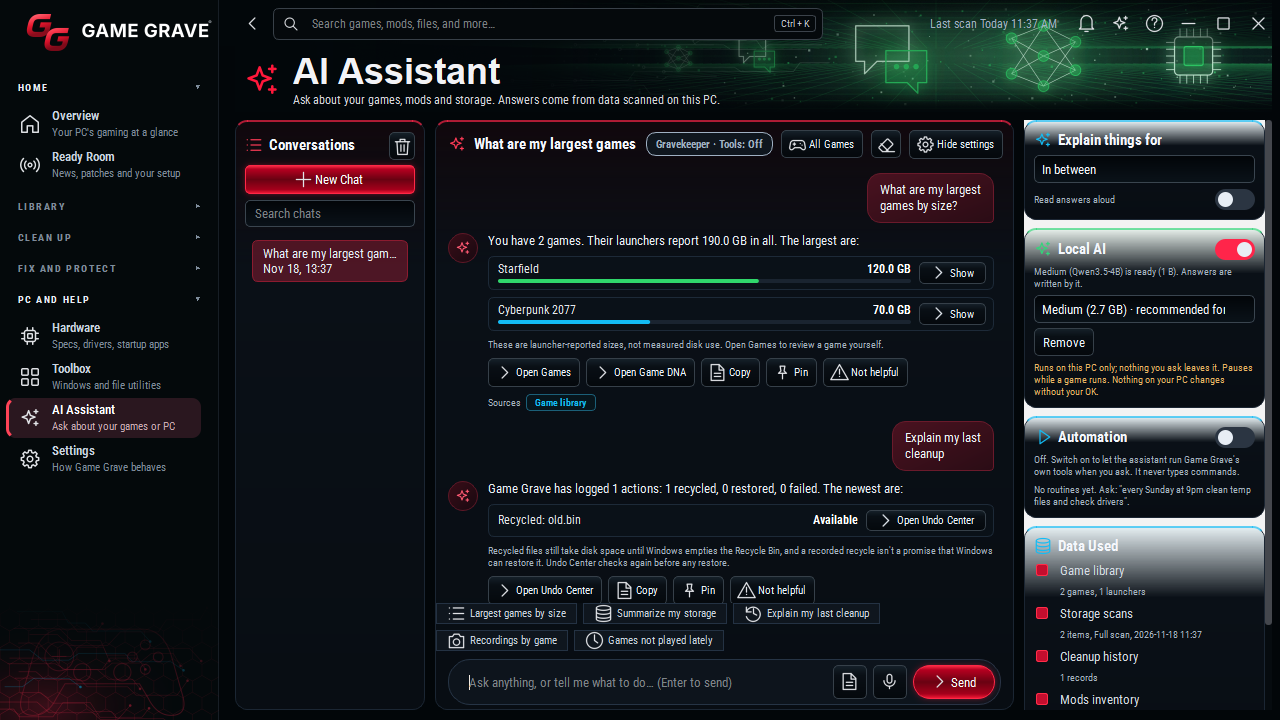 GAME GRAVE
Search games, mods, files, and more...
Ctrl + K
Last scan Today 11:37 AM
AI Assistant
Ask about your games, mods and storage. Answers come from data scanned on this PC.
HOME
Overview
Your PC's gaming at a glance
Ready Room
News, patches and your setup
LIBRARY
CLEAN UP
FIX AND PROTECT
PC AND HELP
Hardware
Specs, drivers, startup apps
Toolbox
Windows and file utilities
AI Assistant
Ask about your games or PC
Settings
How Game Grave behaves
Conversations
New Chat
Search chats
What are my largest gam...
Nov 18, 13:37
What are my largest games
Gravekeeper · Tools: Off
All Games
Hide settings
What are my largest
games by size?
You have 2 games. Their launchers report 190.0 GB in all. The largest are:
Starfield
120.0 GB
Show
Cyberpunk 2077
70.0 GB
Show
These are launcher-reported sizes, not measured disk use. Open Games to review a game yourself.
Open Games
Open Game DNA
Copy
Pin
Not helpful
Sources
Game library
Explain my last
cleanup
Game Grave has logged 1 actions: 1 recycled, 0 restored, 0 failed. The newest are:
Recycled: old.bin
Available
Open Undo Center
Recycled files still take disk space until Windows empties the Recycle Bin, and a recorded recycle isn't a promise that Windows
can restore it. Undo Center checks again before any restore.
Open Undo Center
Copy
Pin
Not helpful
Largest games by size
Summarize my storage
Explain my last cleanup
Recordings by game
Games not played lately
Ask anything, or tell me what to do... (Enter to send)
Send
Explain things for
In between
Read answers aloud
Local AI
Medium (Qwen3.5-4B) is ready (1 B). Answers are
written by it.
Medium (2.7 GB) · recommended for
Remove
Runs on this PC only; nothing you ask leaves it. Pauses
while a game runs. Nothing on your PC changes
without your OK.
Automation
Off. Switch on to let the assistant run Game Grave's
own tools when you ask. It never types commands.
No routines yet. Ask: "every Sunday at 9pm clean temp
files and check drivers".
Data Used
Game library
2 games, 1 launchers
Storage scans
2 items, Full scan, 2026-11-18 11:37
Cleanup history
1 records
Mods inventory